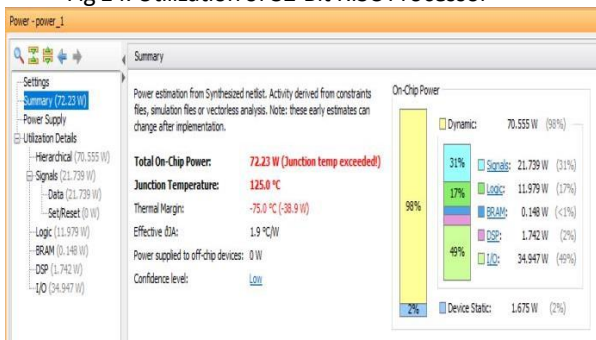 Fig 14: Utilization of 32-Bit RISC Processor
Power - power_1
Settings
Summary (72.23 W)
Power Supply
Utilization Details
Hierarchical (70.555 W)
Signals (21.739 W)
Data (21.739 W)
Set/Reset (0 W)
Logic (11.979 W)
BRAM (0.148 W)
DSP (1.742 W)
I/O (34.947 W)
Summary
Power estimation from Synthesized netlist. Activity derived from constraints
files, simulation files or vectorless analysis. Note: these early estimates can
change after implementation.
Total On-Chip Power: 72.23 W (Junction temp exceeded!)
Junction Temperature: 125.0 °C
Thermal Margin: -75.0 °C (-38.9 W)
Effective ϑJA: 1.9 °C/W
Power supplied to off-chip devices: 0 W
Confidence level: Low
On-Chip Power
98%
2%
Dynamic: 70.555 W (98%)
31%
17%
49%
Signals: 21.739 W (31%)
Logic: 11.979 W (17%)
BRAM: 0.148 W (<1%)
DSP: 1.742 W (2%)
I/O: 34.947 W (49%)
Device Static: 1.675 W (2%)